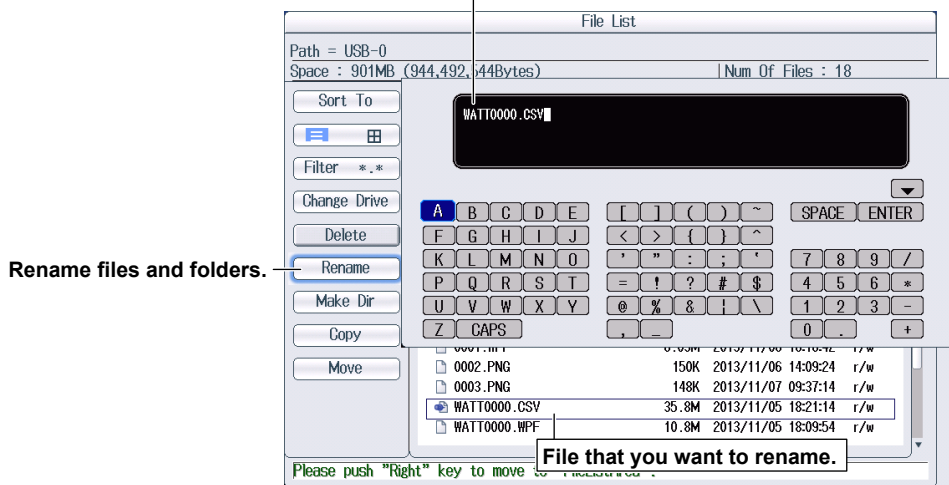 File List
Path = USB-0
Space : 901MB (944,492,544Bytes) | Num Of Files : 18
Sort To
Filter *.*
Change Drive
Delete
Rename
Make Dir
Copy
Move
Rename files and folders.
WATT0000.CSV
A B C D E [ ] ( ) ~ SPACE ENTER
F G H I J < > { } ^
K L M N O ' " : ; ` 7 8 9 /
P Q R S T = ! ? # $ 4 5 6 *
U V W X Y @ % & ¦ \ 1 2 3 -
Z CAPS , _ 0 . +
0002.PNG 150K 2013/11/06 14:09:24 r/w
0003.PNG 148K 2013/11/07 09:37:14 r/w
WATT0000.CSV 35.8M 2013/11/05 18:21:14 r/w
WATT0000.WPF 10.8M 2013/11/05 18:09:54 r/w
File that you want to rename.
Please push "Right" key to move to